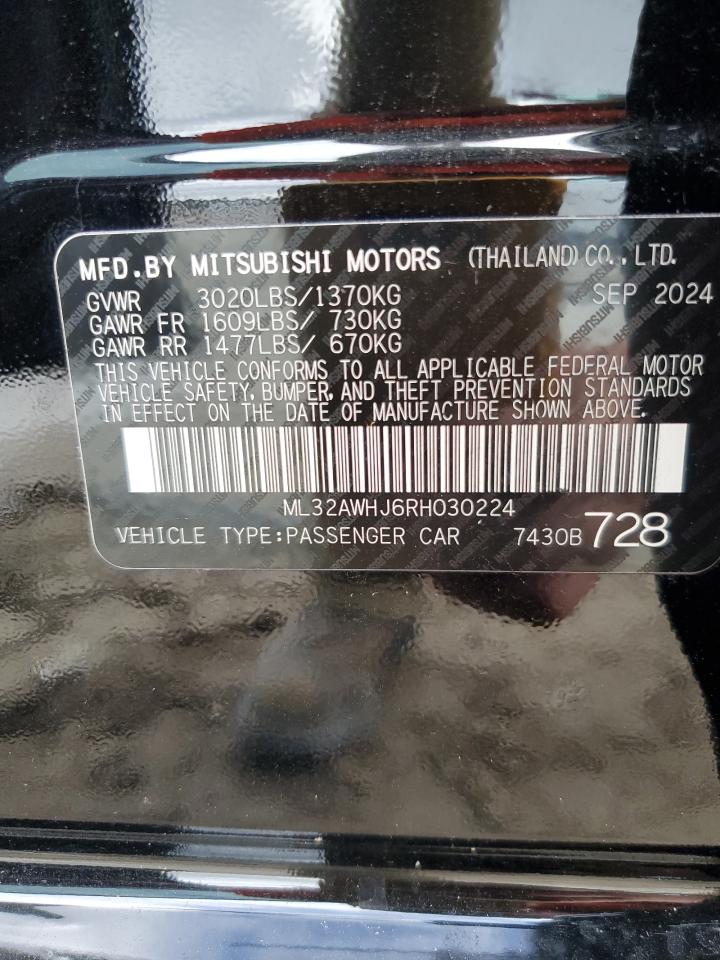 MFD.BY MITSUBISHI MOTORS (THAILAND)CO.,LTD.
GVWR 3020LBS/1370KG SEP 2024
GAWR FR 1609LBS/ 730KG
GAWR RR 1477LBS/ 670KG
THIS VEHICLE CONFORMS TO ALL APPLICABLE FEDERAL MOTOR
VEHICLE SAFETY, BUMPER, AND THEFT PREVENTION STANDARDS
IN EFFECT ON THE DATE OF MANUFACTURE SHOWN ABOVE.
ML32AWHJ6RH030224
VEHICLE TYPE:PASSENGER CAR 7430B 728